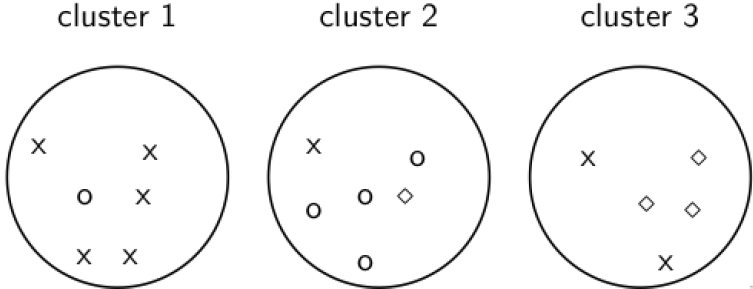 cluster 1 cluster 2 cluster 3
x x o x x x
x o o o ◇ o
x ◇ ◇ ◇ x